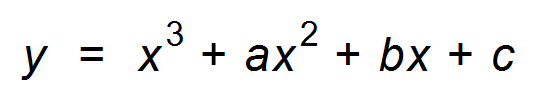 y = x³ + ax² + bx + c